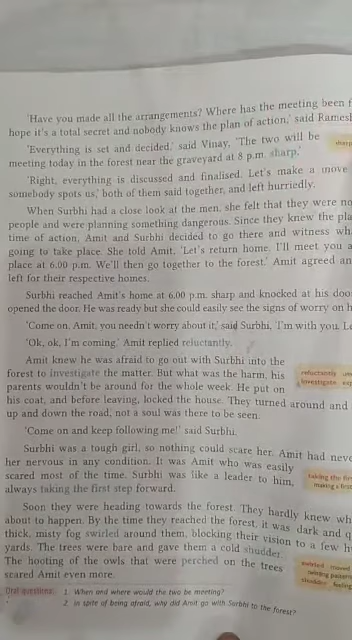 'Have you made all the arrangements? Where has the meeting been
hope it's a total secret and nobody knows the plan of action,' said
'Everything is set and decided,' said Vinay, 'The two will be
meeting today in the forest near the graveyard at 8 p.m. sharp.'
sharp
'Right, everything is discussed and finalised. Let's make a move
somebody spots us,' both of them said together, and left hurriedly.
When Surbhi had a close look at the men, she felt that they were
people and were planning something dangerous. Since they knew the
time of action, Amit and Surbhi decided to go there and witness
going to take place. She told Amit, 'Let's return home. I'll meet you
place at 6.00 p.m. We'll then go together to the forest.' Amit agreed
left for their respective homes.
Surbhi reached Amit's home at 6.00 p.m. sharp and knocked at his
opened the door. He was ready but she could easily see the signs of worry on
'Come on, Amit, you needn't worry about it,' said Surbhi, 'I'm with you.
'Ok, ok, I'm coming,' Amit replied reluctantly.
Amit knew he was afraid to go out with Surbhi into the
forest to investigate the matter. But what was the harm, his
reluctantly
parents wouldn't be around for the whole week. He put on
investigate
his coat, and before leaving, locked the house. They turned around and
up and down the road, not a soul was there to be seen.
'Come on and keep following me!' said Surbhi.
Surbhi was a tough girl, so nothing could scare her. Amit had
her nervous in any condition. It was Amit who was easily
scared most of the time. Surbhi was like a leader to him,
taking the
always taking the first step forward.
making a
Soon they were heading towards the forest. They hardly knew
about to happen. By the time they reached the forest, it was dark and
thick, misty fog swirled around them, blocking their vision to a few
yards. The trees were bare and gave them a cold shudder.
The hooting of the owls that were perched on the trees
swirled moved
scared Amit even more.
shudder
Oral questions: 1. When and where would the two be meeting?
2. In spite of being afraid, why did Amit go with Surbhi to the forest?